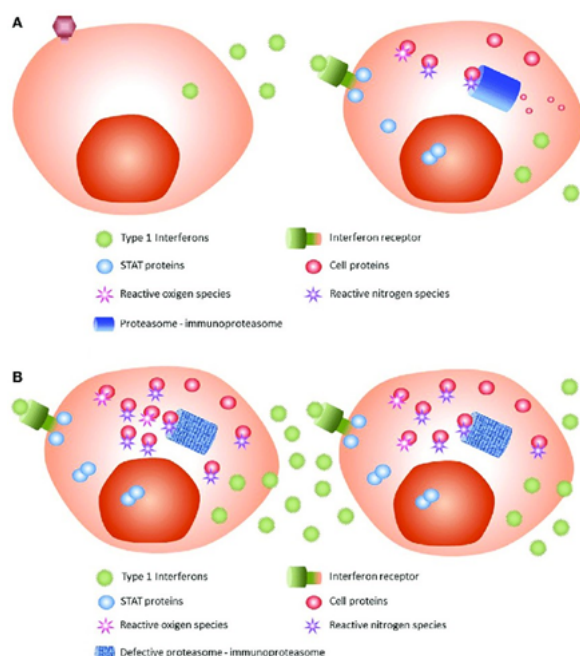 A
Type 1 Interferons
Interferon receptor
STAT proteins
Cell proteins
Reactive oxigen species
Reactive nitrogen species
Proteasome - immunoproteasome
B
Type 1 Interferons
Interferon receptor
STAT proteins
Cell proteins
Reactive oxigen species
Reactive nitrogen species
Defective proteasome - immunoproteasome